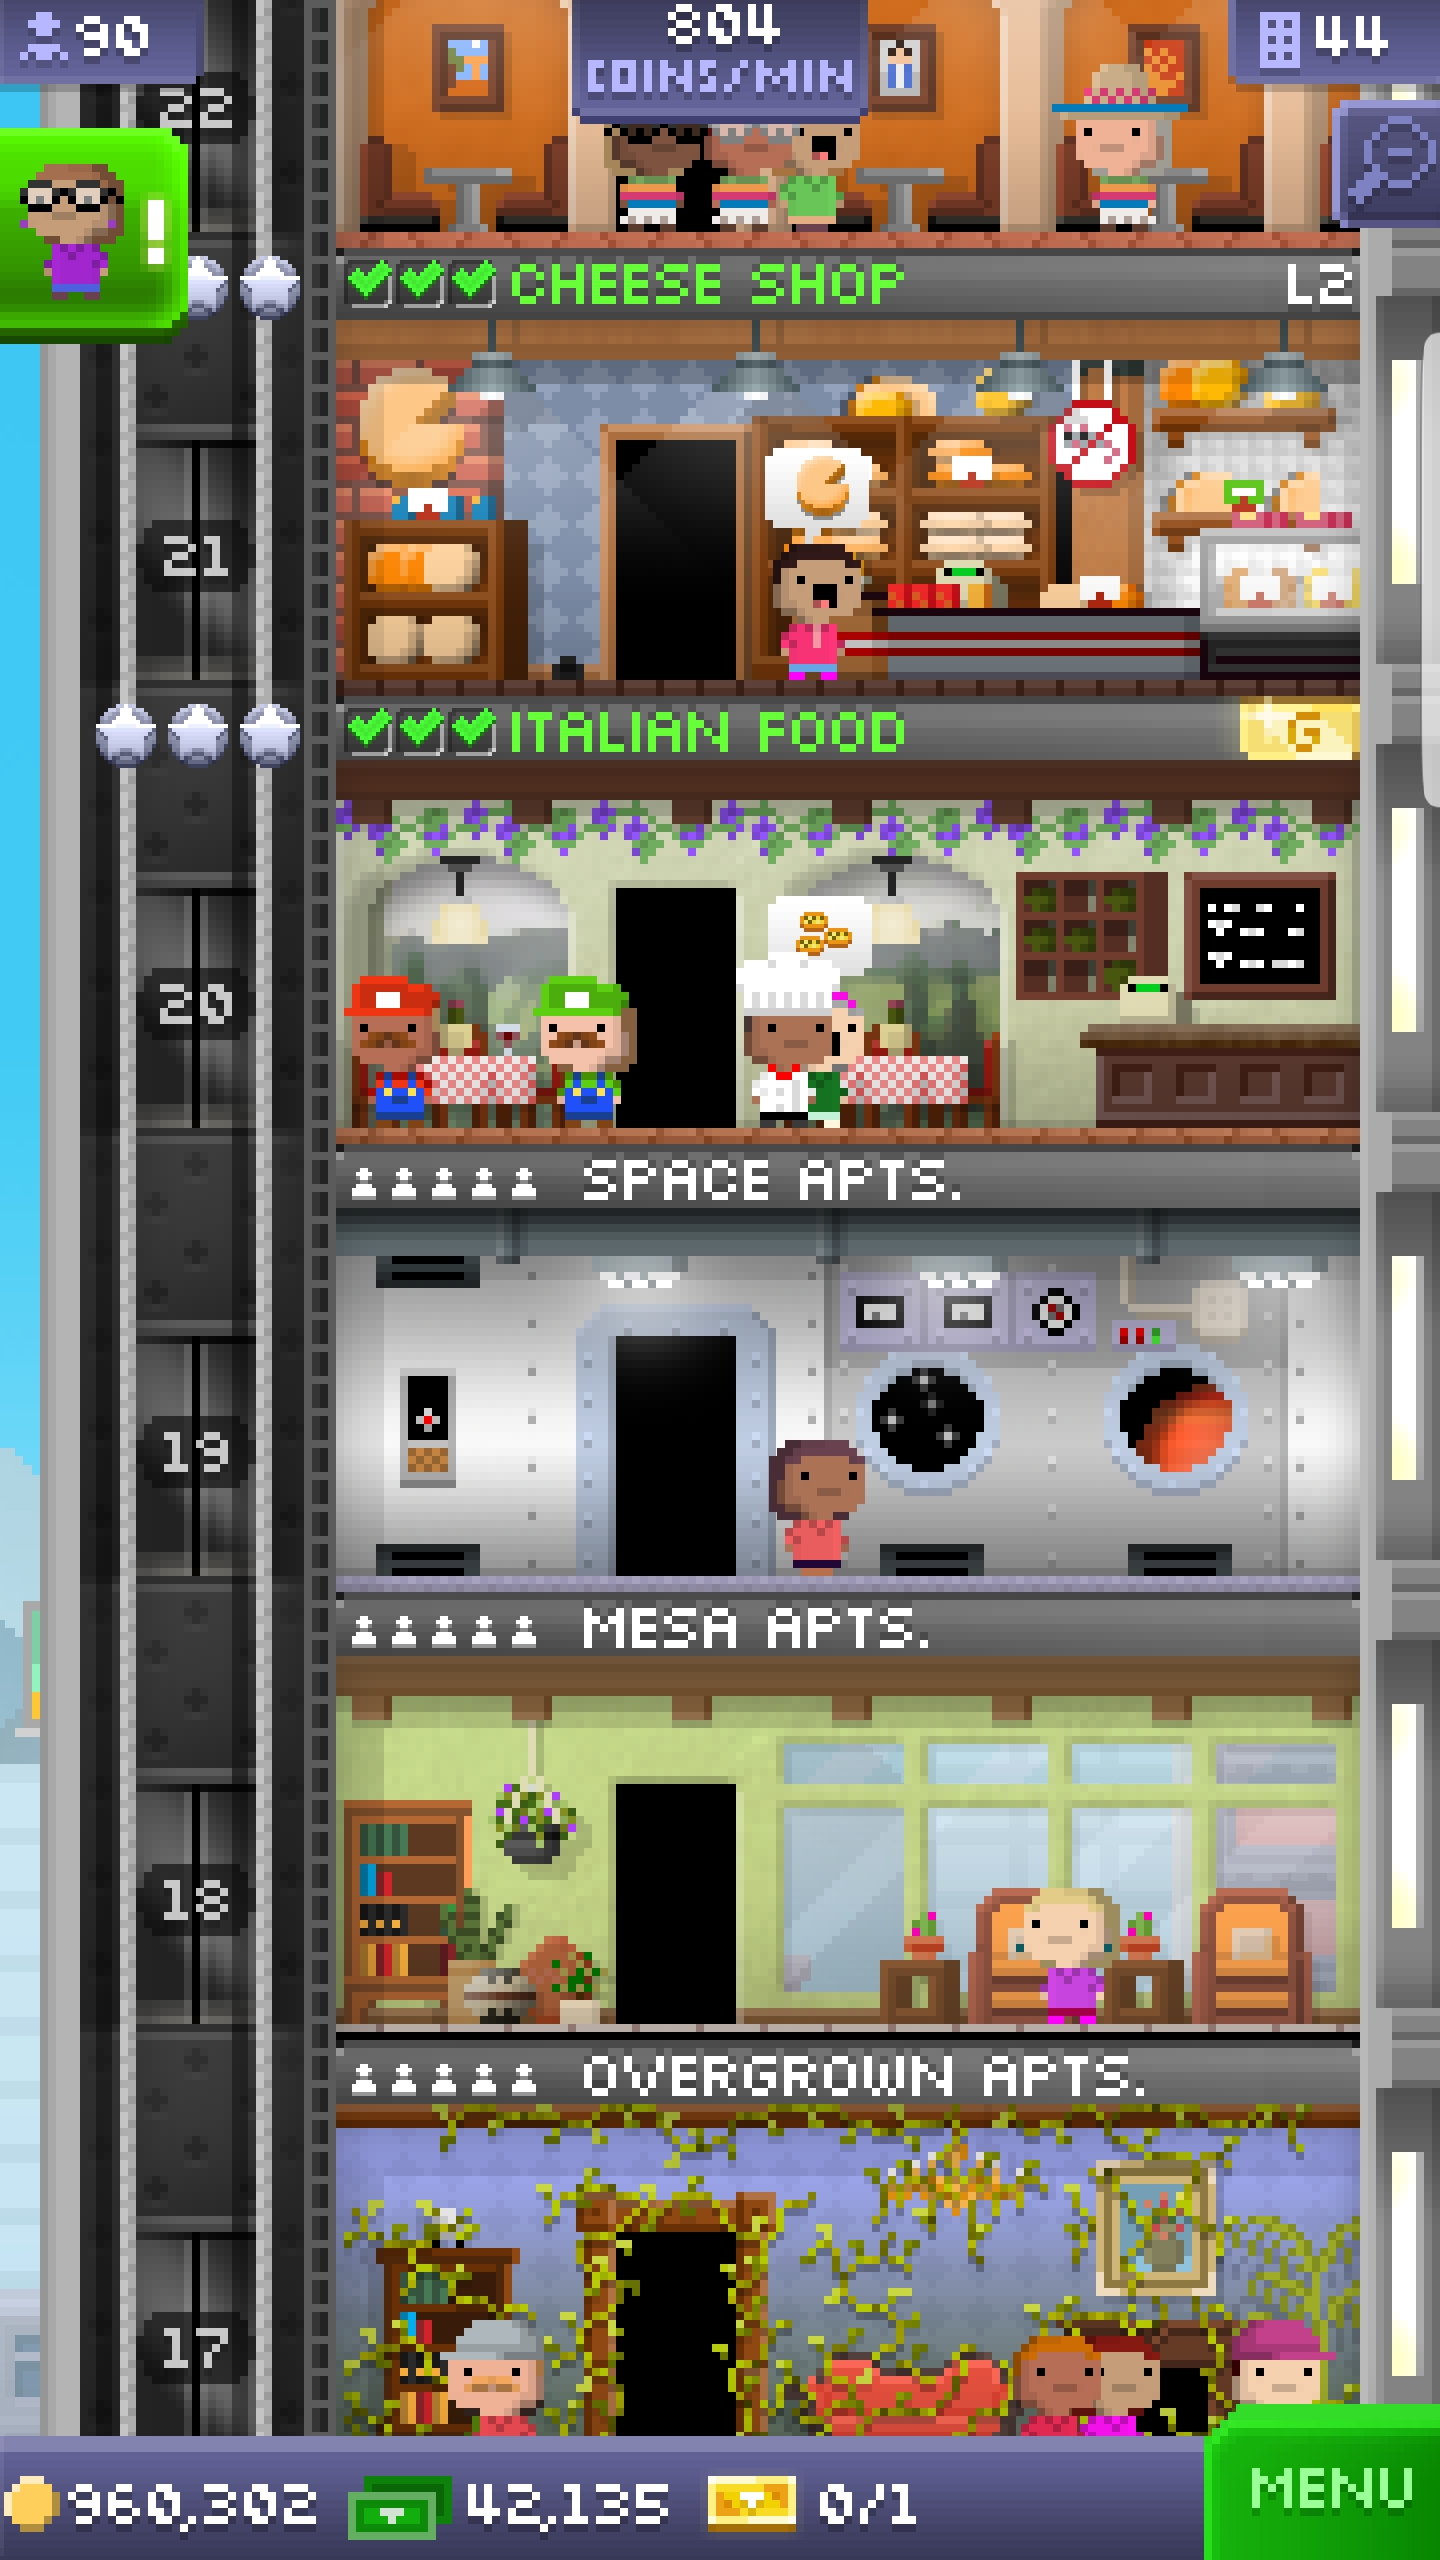 90
804
COINS/MIN
44
22
!
CHEESE SHOP
L2
21
ITALIAN FOOD
G
20
SPACE APTS.
19
MESA APTS.
18
OVERGROWN APTS.
17
960,302
42,135
0/1
MENU